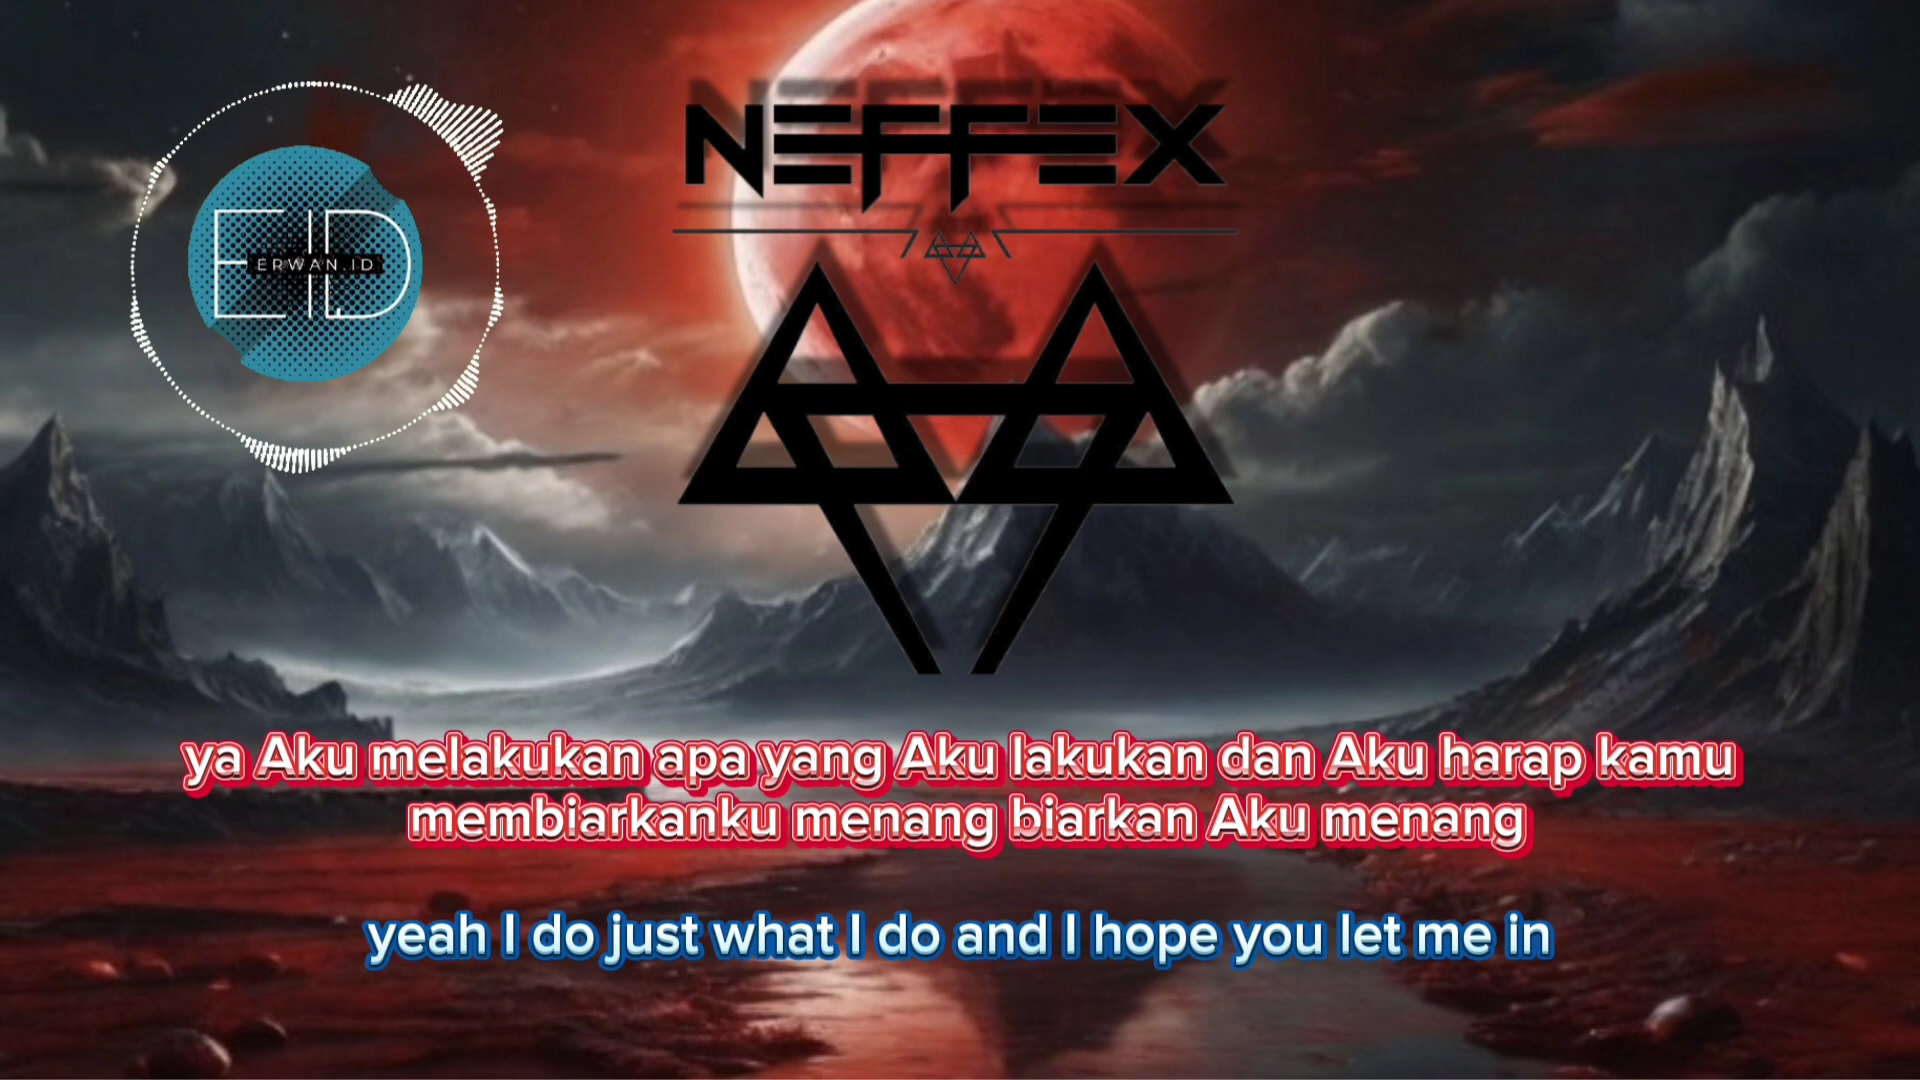 NEFFEX
EID
ERWAN.ID
ya Aku melakukan apa yang Aku lakukan dan Aku harap kamu
membiarkanku menang biarkan Aku menang
yeah I do just what I do and I hope you let me in